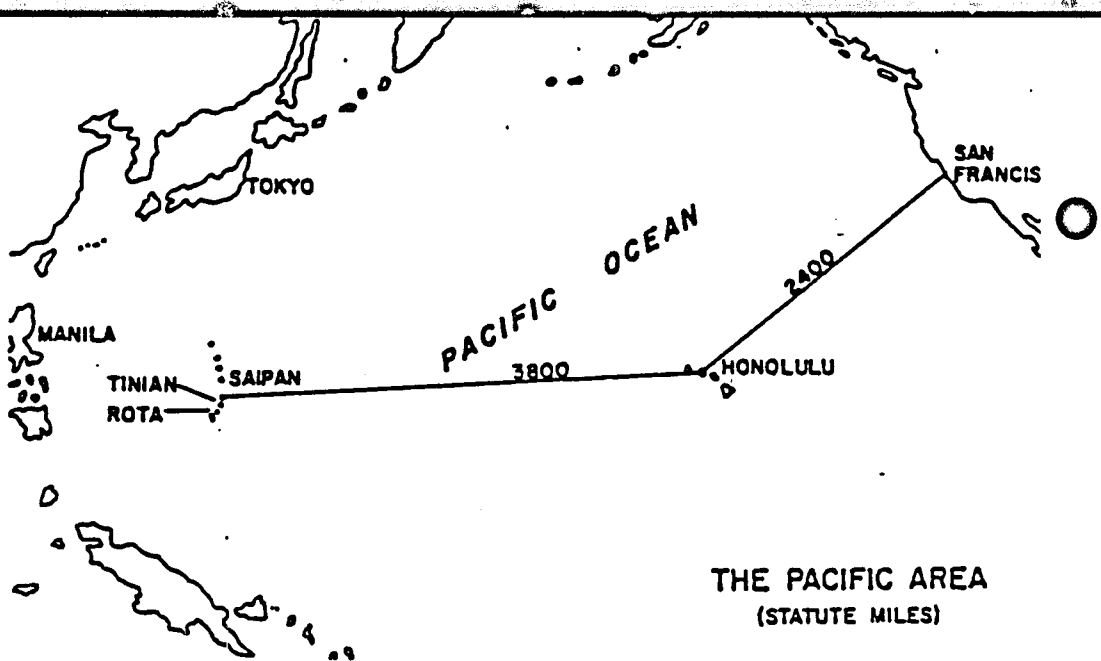 SAN
FRANCIS
TOKYO
PACIFIC OCEAN
2400
MANILA
TINIAN
SAIPAN
3800
HONOLULU
ROTA
THE PACIFIC AREA
(STATUTE MILES)